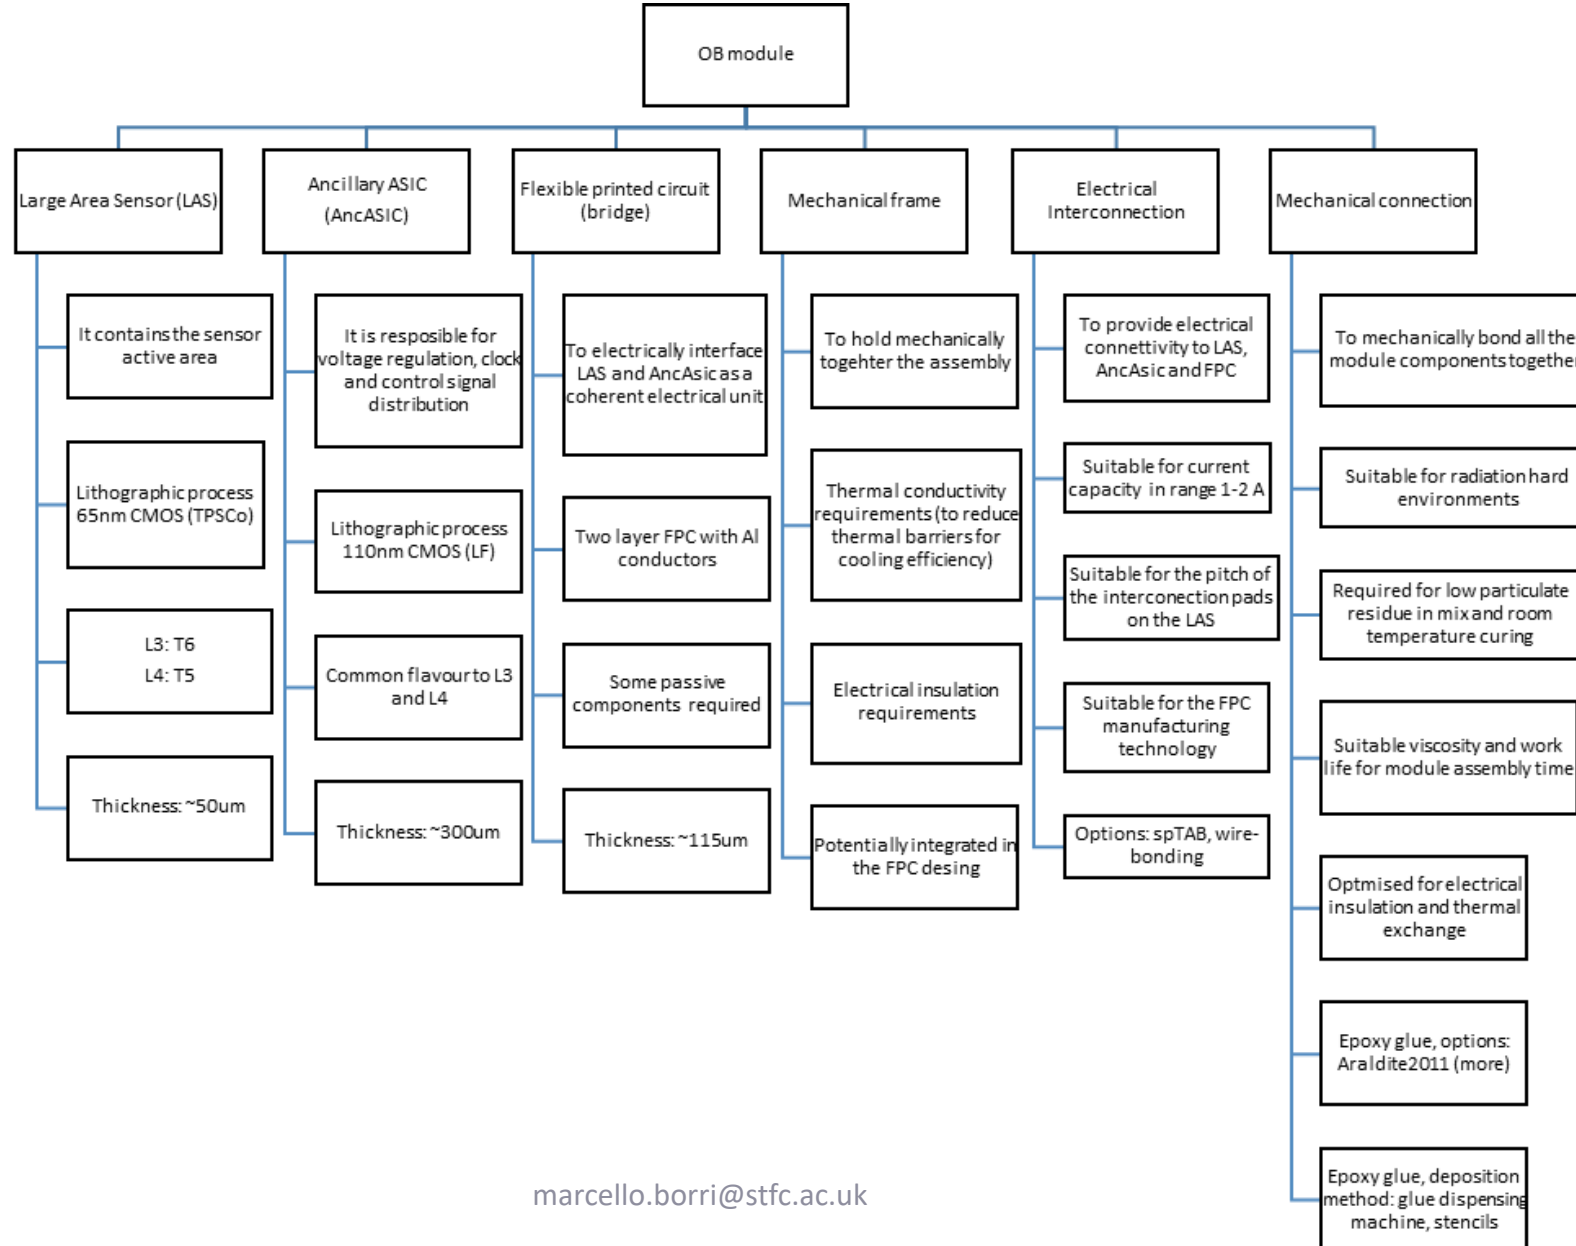 OB module
Large Area Sensor (LAS)
It contains the sensor
active area
Lithographic process
65nm CMOS (TPSCo)
L3: T6
L4: T5
Thickness: ~50um
Ancillary ASIC
(AncASIC)
It is resposible for
voltage regulation, clock
and control signal
distribution
Lithographic process
110nm CMOS (LF)
Common flavour to L3
and L4
Thickness: ~300um
Flexible printed circuit
(bridge)
To electrically interface
LAS and AncAsic as a
coherent electrical unit
Two layer FPC with Al
conductors
Some passive
components required
Thickness: ~115um
Mechanical frame
To hold mechanically
togehter the assembly
Thermal conductivity
requirements (to reduce
thermal barriers for
cooling efficiency)
Electrical insulation
requirements
Potentially integrated in
the FPC desing
Electrical
Interconnection
To provide electrical
connettivity to LAS,
AncAsic and FPC
Suitable for current
capacity in range 1-2 A
Suitable for the pitch of
the interconection pads
on the LAS
Suitable for the FPC
manufacturing
technology
Options: spTAB, wire-
bonding
Mechanical connection
To mechanically bond all the
module components together
Suitable for radiation hard
environments
Required for low particulate
residue in mix and room
temperature curing
Suitable viscosity and work
life for module assembly time
Optmised for electrical
insulation and thermal
exchange
Epoxy glue, options:
Araldite2011 (more)
Epoxy glue, deposition
method: glue dispensing
machine, stencils
marcello.borri@stfc.ac.uk